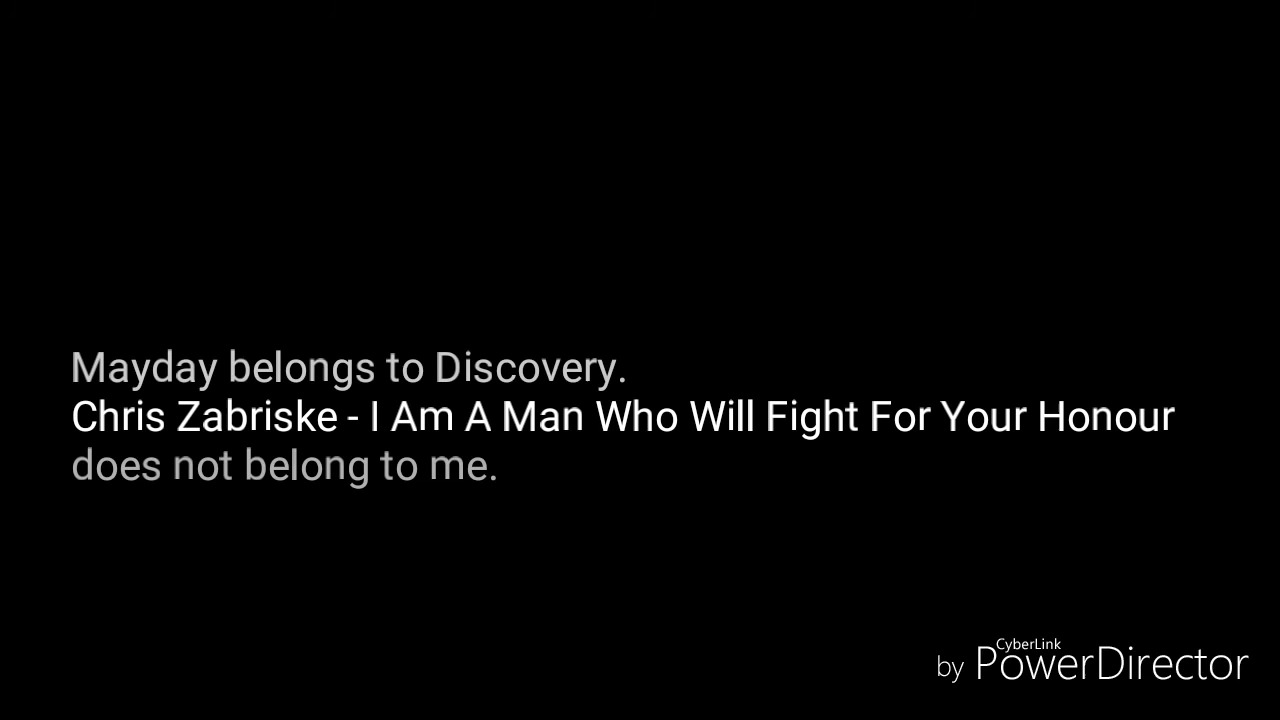 Mayday belongs to Discovery.
Chris Zabriske - I Am A Man Who Will Fight For Your Honour
does not belong to me.
CyberLink
by PowerDirector